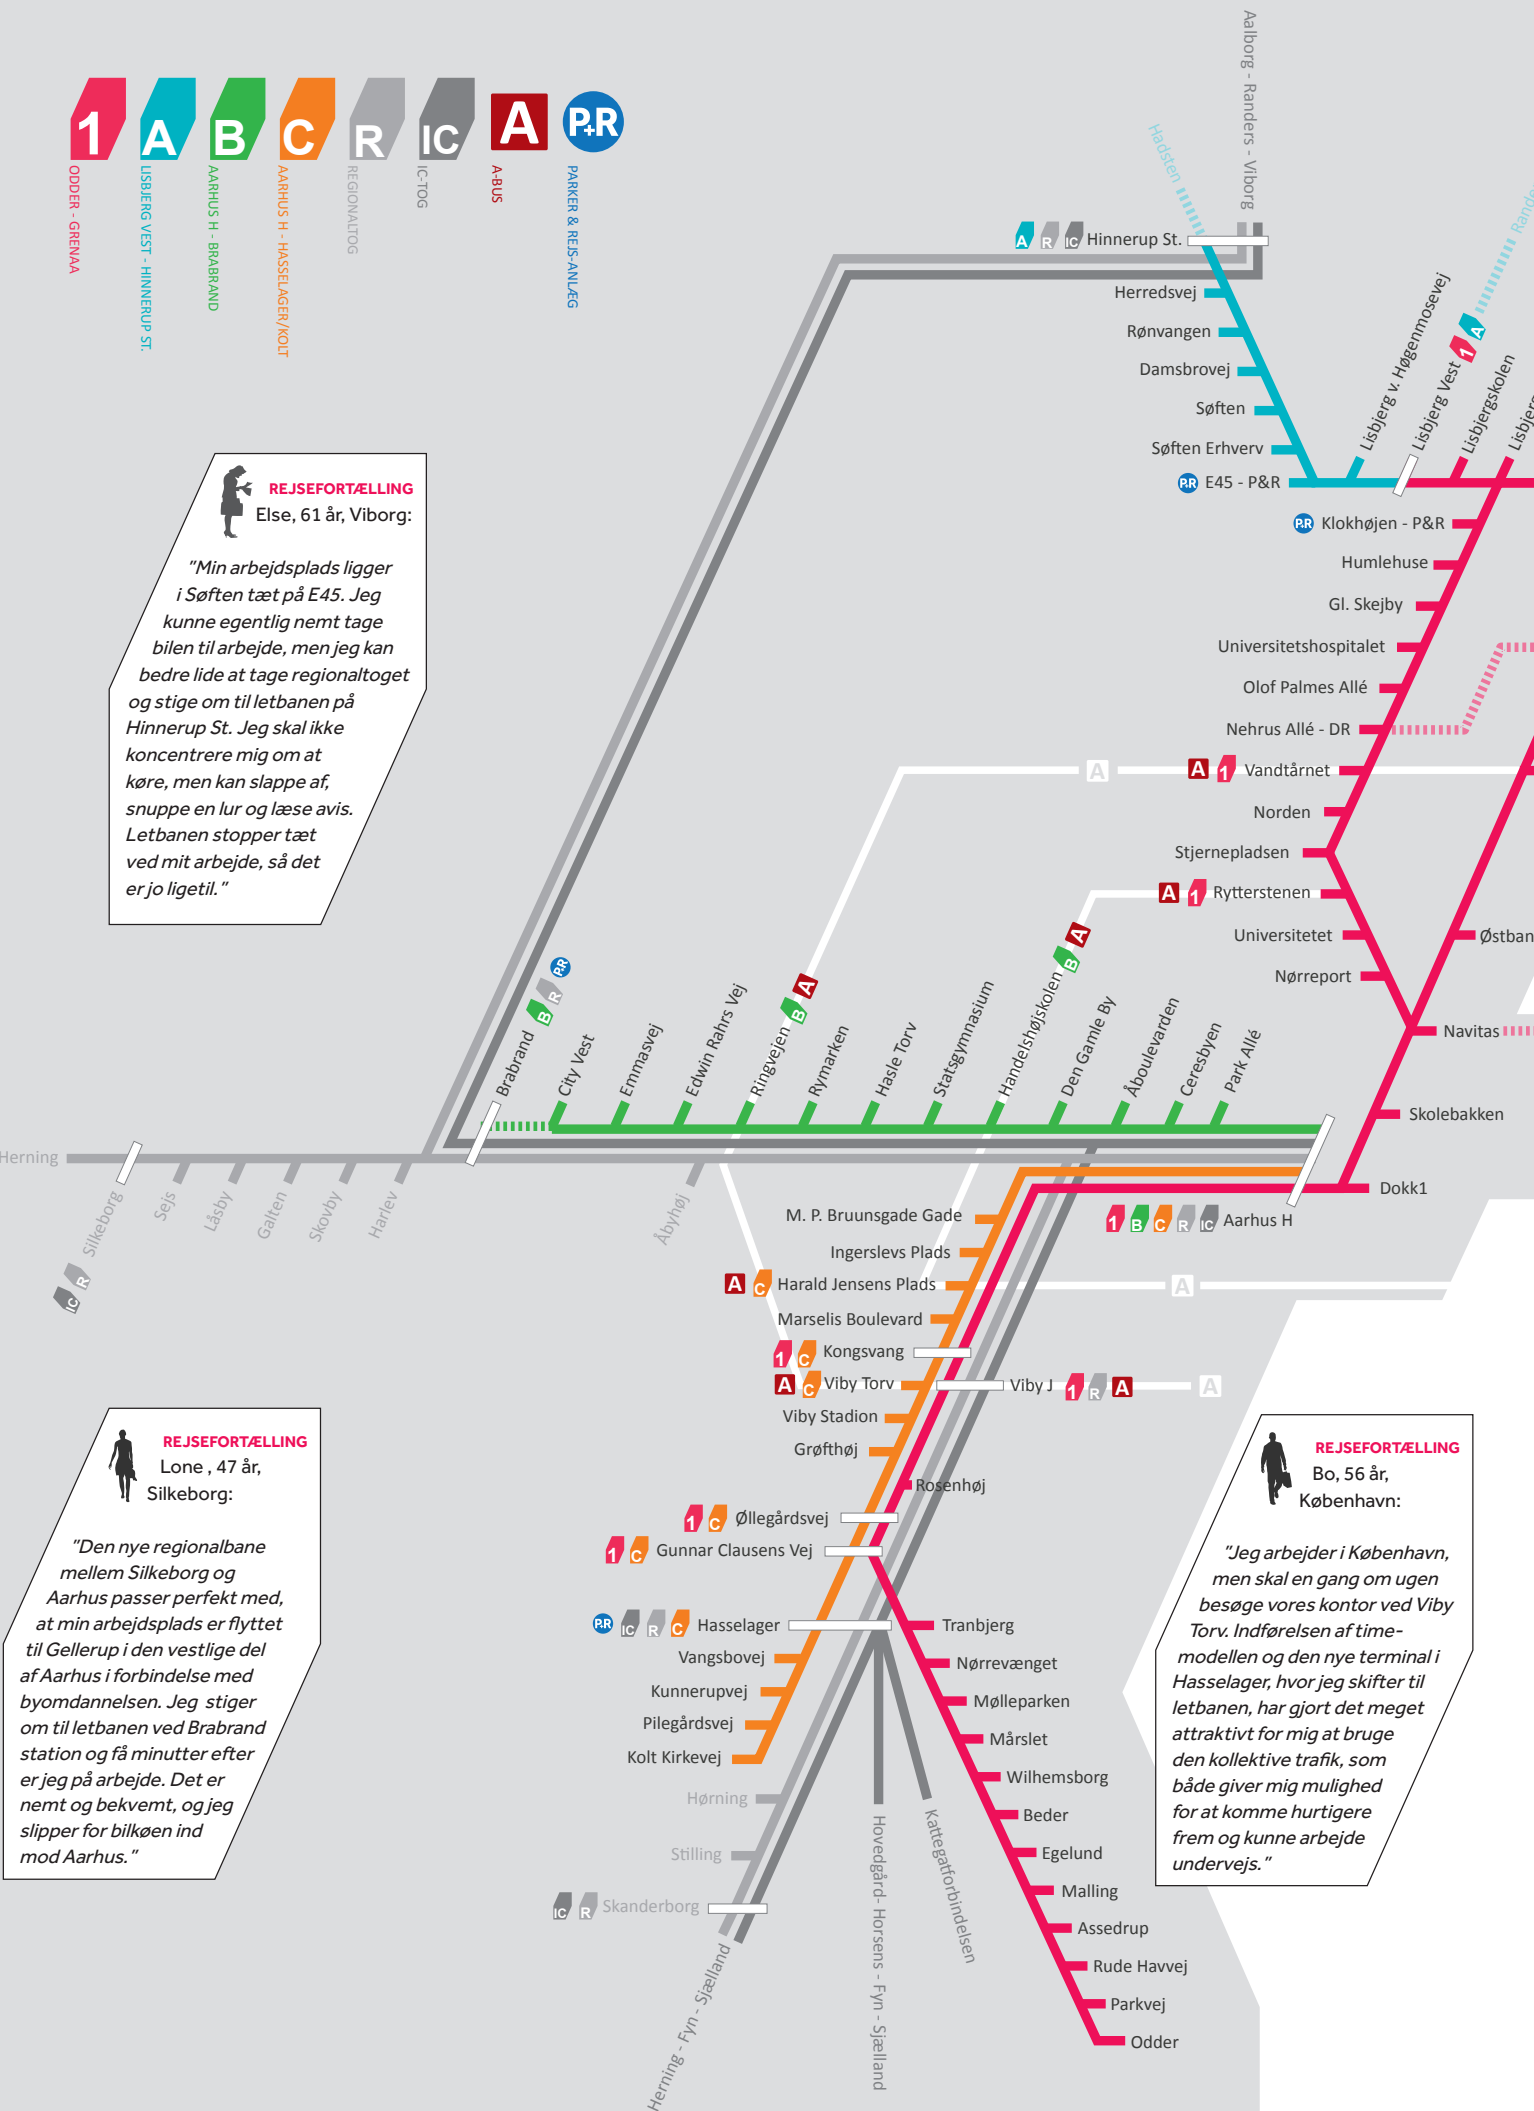 1
A
B
C
R
IC
A
P+R
ODDER - GRENAA
LISBJERG VEST - HINNERUP ST.
AARHUS H - BRABRAND
AARHUS H - HASSELAGER/KOLT
REGIONALTOG
IC-TOG
A-BUS
PARKER & REJS-ANLÆG
Aalborg - Randers - Viborg
Hadsten
A R IC Hinnerup St.
Herredsvej
Rønvangen
Damsbrovej
Søften
Søften Erhverv
P+R E45 - P&R
Lisbjerg v. Høgenmosevej
Lisbjerg Vest 1 A
Lisbjergskolen
P+R Klokhøjen - P&R
Humlehuse
Gl. Skejby
Universitetshospitalet
Olof Palmes Allé
Nehrus Allé - DR
A
A 1 Vandtårnet
Norden
Stjernepladsen
A 1 Rytterstenen
Universitetet
Nørreport
Navitas
Skolebakken
Dokk1
REJSEFORTÆLLING
Else, 61 år, Viborg:
"Min arbejdsplads ligger
i Søften tæt på E45. Jeg
kunne egentlig nemt tage
bilen til arbejde, men jeg kan
bedre lide at tage regionaltoget
og stige om til letbanen på
Hinnerup St. Jeg skal ikke
koncentrere mig om at
køre, men kan slappe af,
snuppe en lur og læse avis.
Letbanen stopper tæt
ved mit arbejde, så det
er jo ligetil."
Brabrand B R P+R
City Vest
Emmasvej
Edwin Rahrs Vej
Ringvejen B A
Rymarken
Hasle Torv
Statsgymnasium
Handelshøjskolen B A
Den Gamle By
Åboulevarden
Ceresbyen
Park Allé
Herning
IC R Silkeborg
Sejs
Låsby
Galten
Skovby
Harlev
Åbyhøj
1 B C R IC Aarhus H
M. P. Bruunsgade Gade
Ingerslevs Plads
A C Harald Jensens Plads
A
Marselis Boulevard
1 C Kongsvang
A C Viby Torv
Viby J 1 R A
A
Viby Stadion
Grøfthøj
Rosenhøj
1 C Øllegårdsvej
1 C Gunnar Clausens Vej
P+R IC R C Hasselager
Vangsbovej
Kunnerupvej
Pilegårdsvej
Kolt Kirkevej
Hørning
Stilling
IC R Skanderborg
Herning - Fyn - Sjælland
Hovedgård- Horsens - Fyn - Sjælland
Kattegatforbindelsen
Tranbjerg
Nørrevænget
Mølleparken
Mårslet
Wilhemsborg
Beder
Egelund
Malling
Assedrup
Rude Havvej
Parkvej
Odder
REJSEFORTÆLLING
Lone , 47 år,
Silkeborg:
"Den nye regionalbane
mellem Silkeborg og
Aarhus passer perfekt med,
at min arbejdsplads er flyttet
til Gellerup i den vestlige del
af Aarhus i forbindelse med
byomdannelsen. Jeg stiger
om til letbanen ved Brabrand
station og få minutter efter
er jeg på arbejde. Det er
nemt og bekvemt, og jeg
slipper for bilkøen ind
mod Aarhus."
REJSEFORTÆLLING
Bo, 56 år,
København:
"Jeg arbejder i København,
men skal en gang om ugen
besøge vores kontor ved Viby
Torv. Indførelsen af time-
modellen og den nye terminal i
Hasselager, hvor jeg skifter til
letbanen, har gjort det meget
attraktivt for mig at bruge
den kollektive trafik, som
både giver mig mulighed
for at komme hurtigere
frem og kunne arbejde
undervejs."